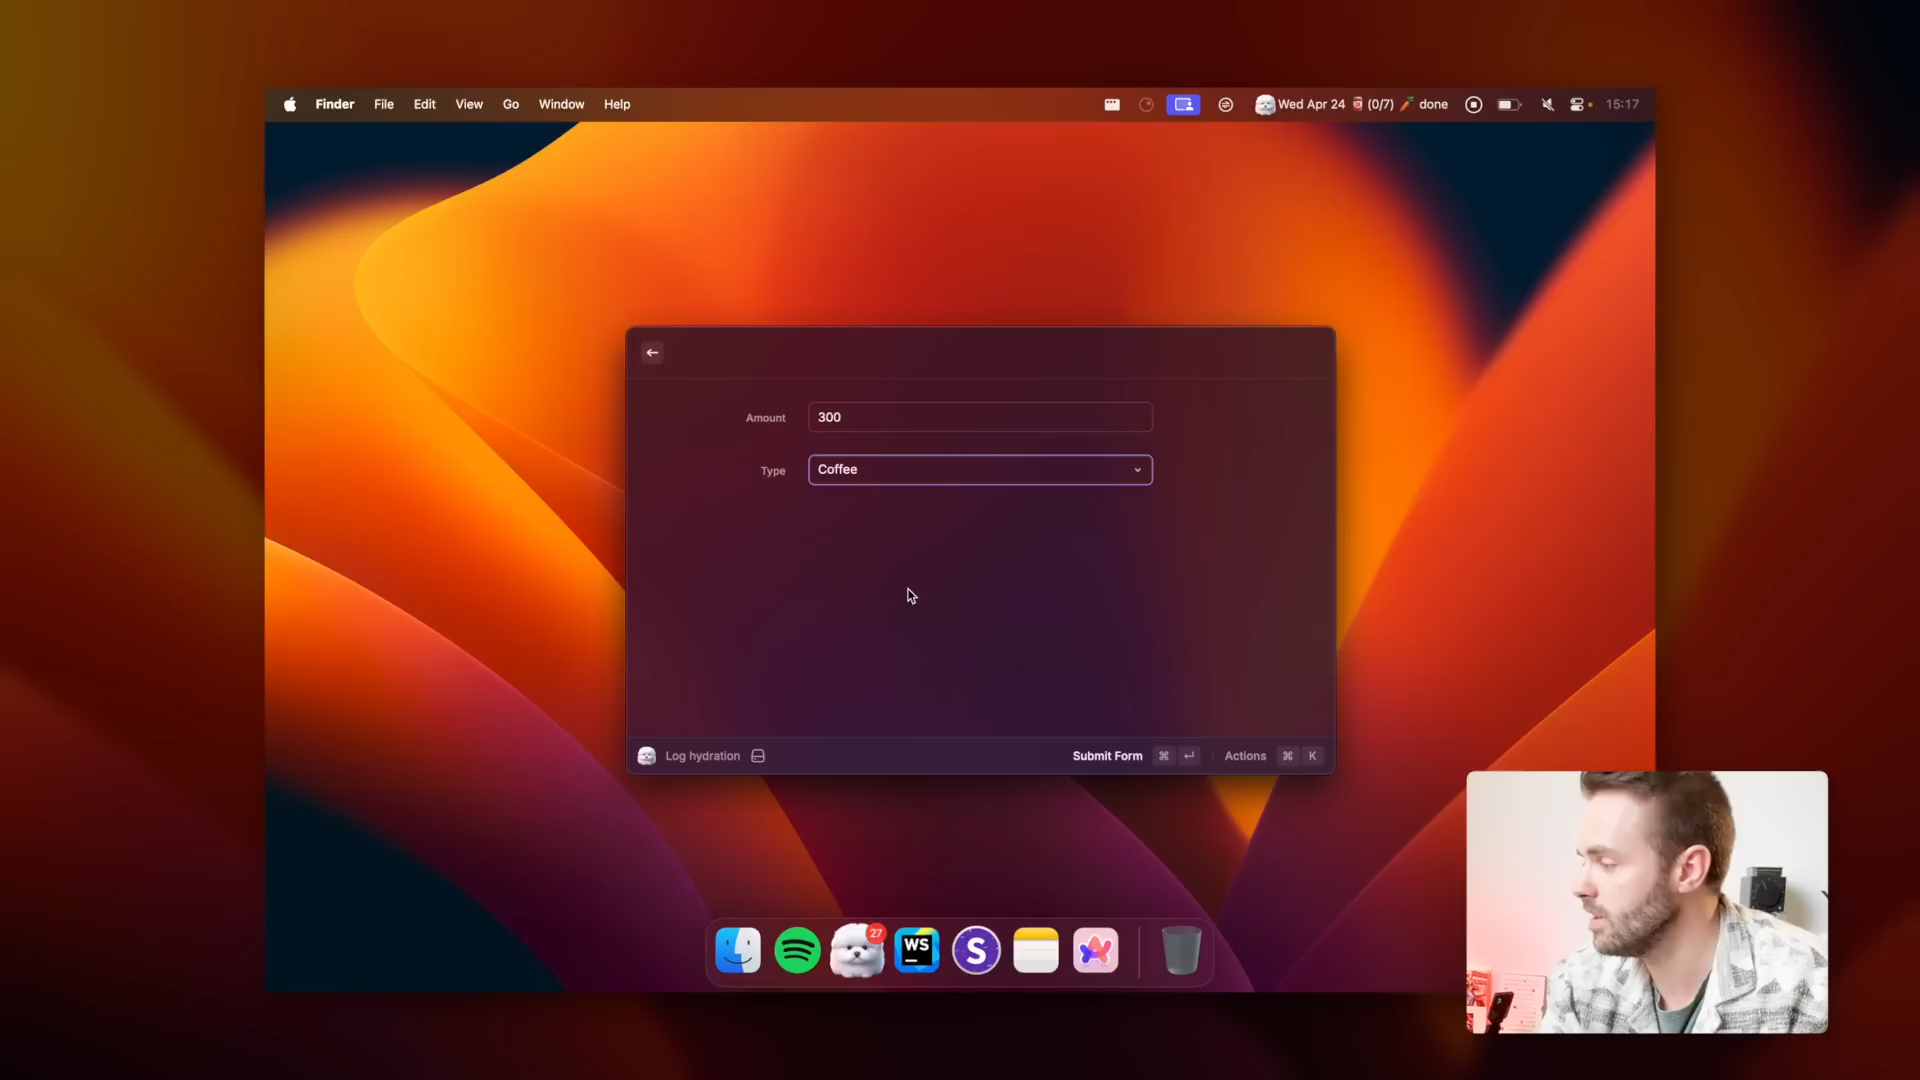 Finder File Edit View Go Window Help Wed Apr 24 (0/7) done 15:17
Amount 300
Type Coffee
Log hydration Submit Form ⌘ ↵ Actions ⌘ K
27
WS
S